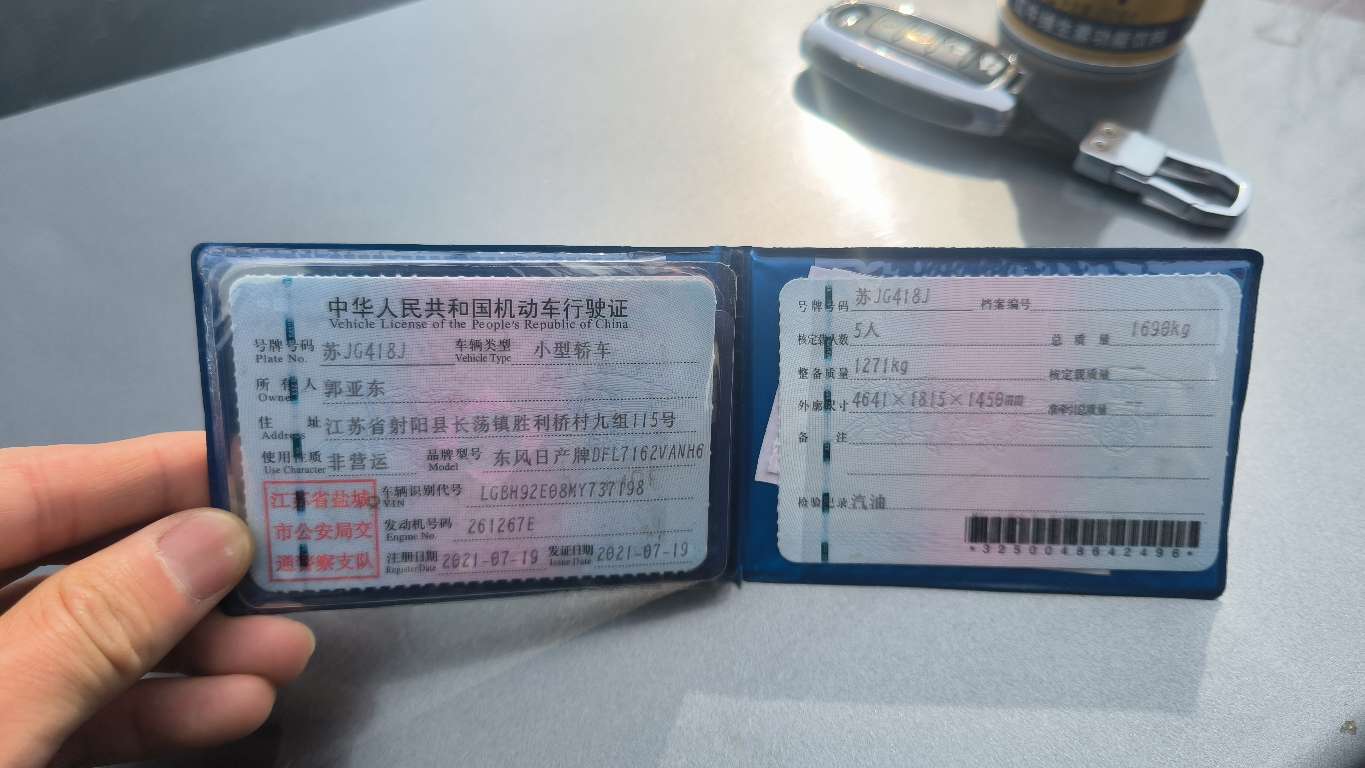 中华人民共和国机动车行驶证
Vehicle License of the People's Republic of China
号牌号码 苏JG418J 车辆类型 小型轿车
Plate No. Vehicle Type
所有人 郭亚东
Owner
住址 江苏省射阳县长荡镇胜利桥村九组115号
Address
使用性质 非营运 品牌型号 东风日产牌DFL7162VANH6
Use Character Model
江苏省盐城
市公安局交
通警察支队
车辆识别代号 LGBH92E08MY737198
VIN
发动机号码 261267E
Engine No.
注册日期 2021-07-19 发证日期 2021-07-19
Register Date Issue Date
号牌号码 苏JG418J 档案编号
核定载人数 5人 总质量 1690kg
整备质量 1271kg 核定载质量 --
外廓尺寸 4641×1815×1450mm 准牵引总质量 --
备注
检验记录 汽油
*3250048642496*